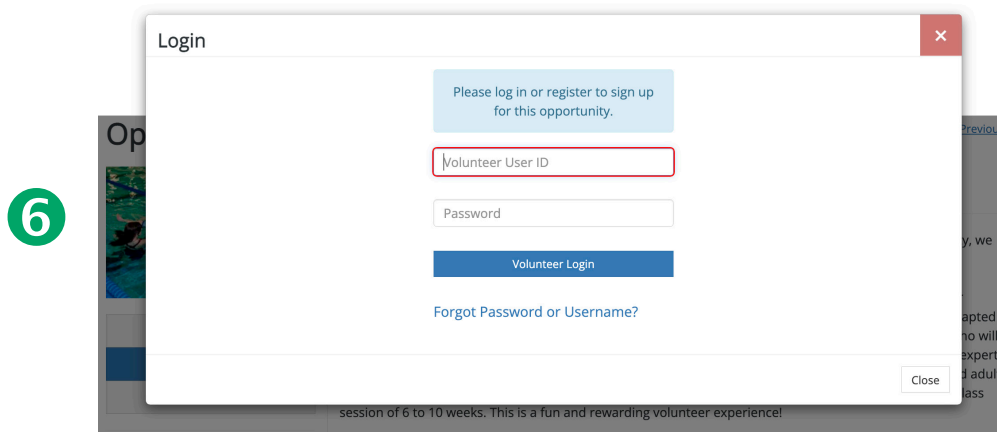 Login
×
Please log in or register to sign up
for this opportunity.
Op
Previou
Volunteer User ID
6
Password
y, we
Volunteer Login
Forgot Password or Username?
apted
no will
expert
d adul
Close
lass
session of 6 to 10 weeks. This is a fun and rewarding volunteer experience!